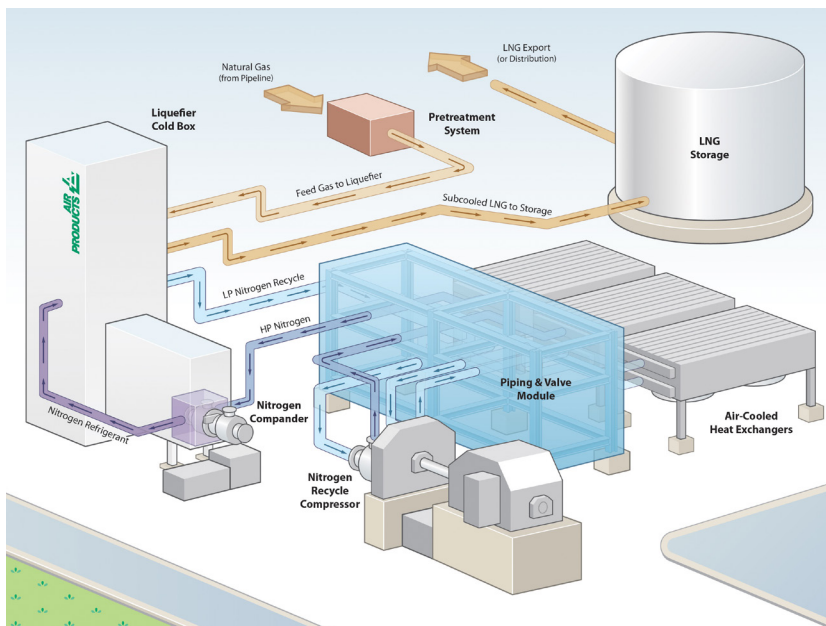 LNG Export
(or Distribution)
Natural Gas
(from Pipeline)
Liquefier
Cold Box
Pretreatment
System
LNG
Storage
AIR
PRODUCTS
Feed Gas to Liquefier
Subcooled LNG to Storage
LP Nitrogen Recycle
HP Nitrogen
Piping & Valve
Module
Nitrogen
Compander
Air-Cooled
Heat Exchangers
Nitrogen Refrigerant
Nitrogen
Recycle
Compressor